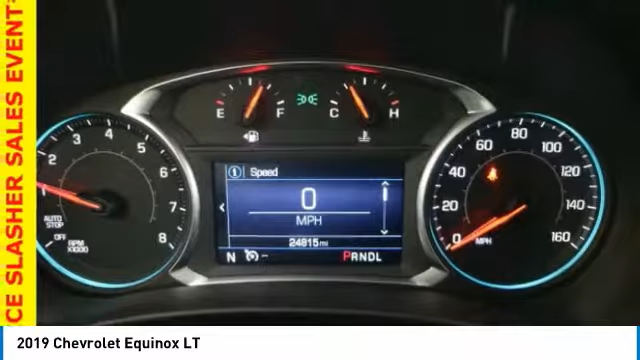 CE SLASHER SALES EVENT
E F
C H
1 2 3 4 5 6 7 8
AUTO STOP
OFF
RPM
X1000
Speed
0
MPH
24815 mi
N
PRNDL
0 20 40 60 80 100 120 140 160
MPH
2019 Chevrolet Equinox LT